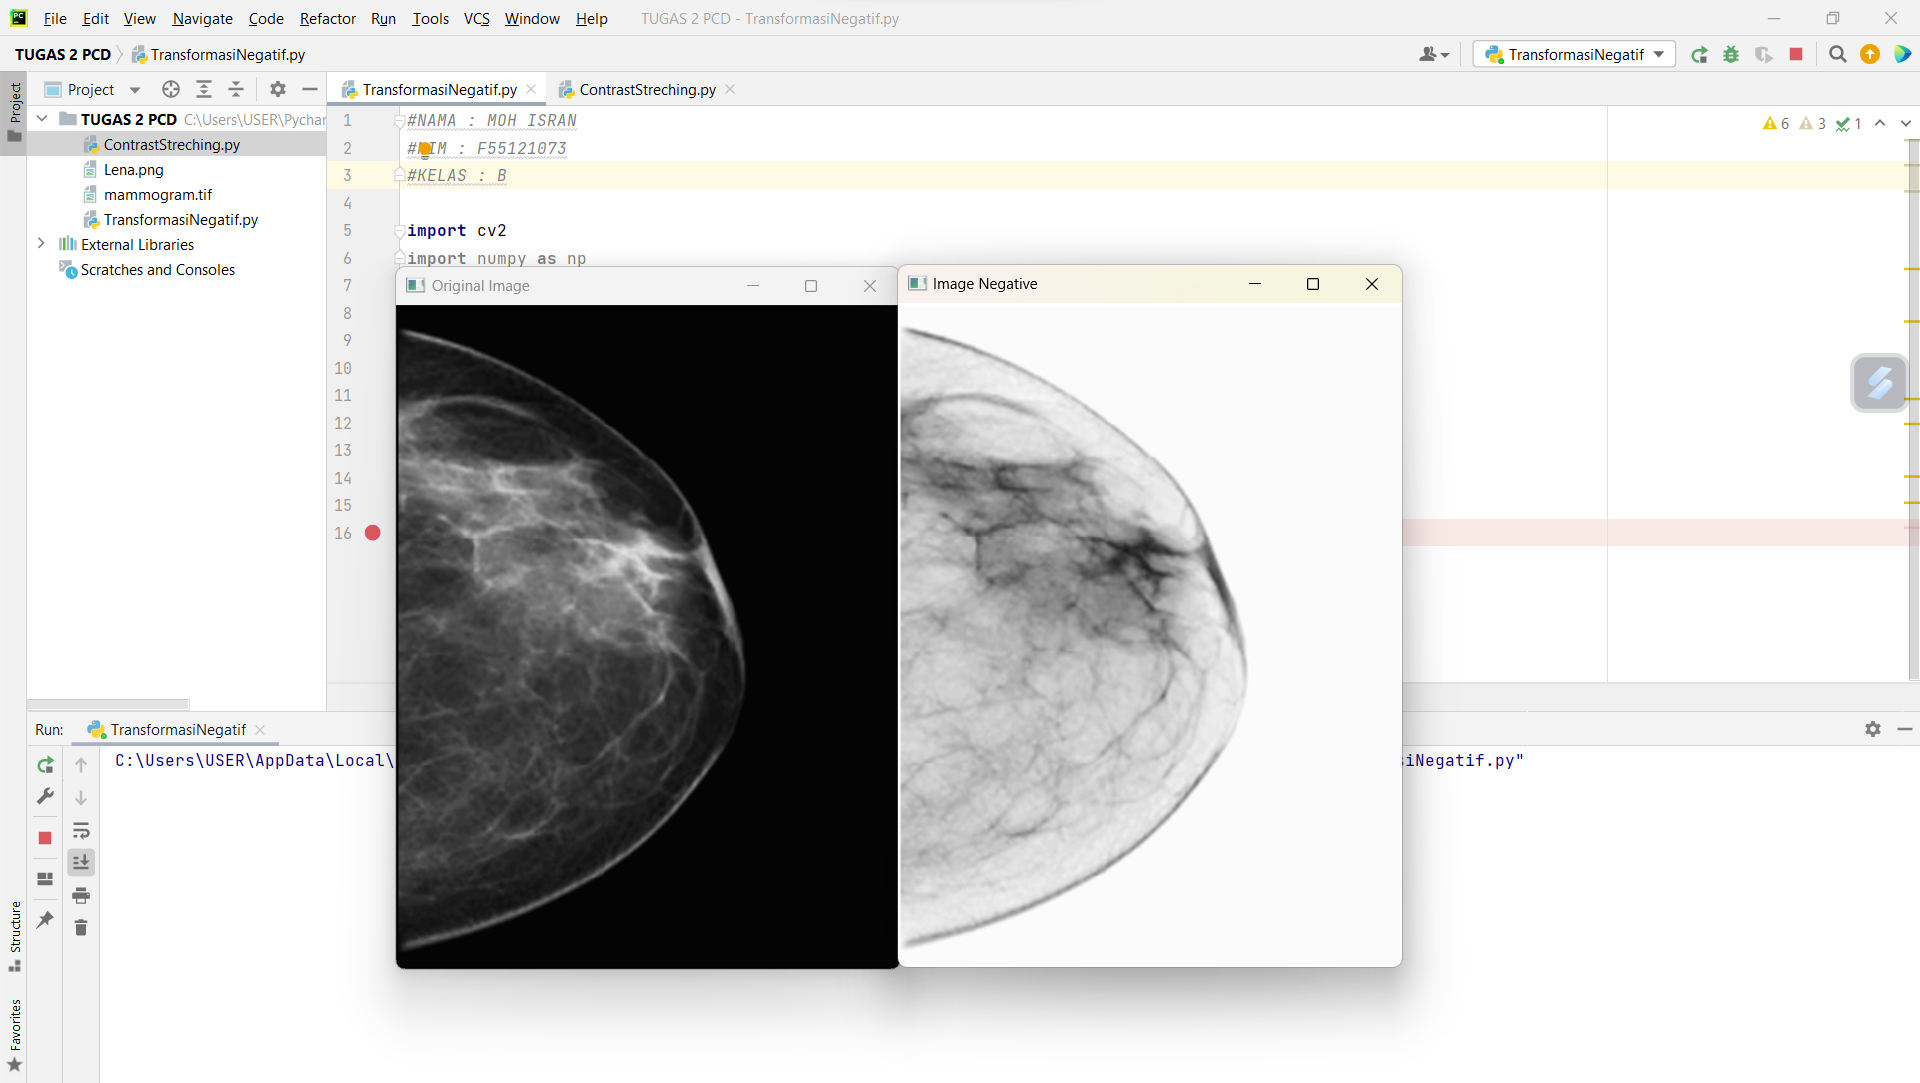 File Edit View Navigate Code Refactor Run Tools VCS Window Help TUGAS 2 PCD - TransformasiNegatif.py
TUGAS 2 PCD TransformasiNegatif.py TransformasiNegatif
Project
Project TransformasiNegatif.py ContrastStreching.py
TUGAS 2 PCD C:\Users\USER\Pychar
ContrastStreching.py
Lena.png
mammogram.tif
TransformasiNegatif.py
External Libraries
Scratches and Consoles
1 #NAMA : MOH ISRAN
2 : F55121073
3 #KELAS : B
4
5 import cv2
6 import numpy as np
7
8
9
10
11
12
13
14
15
16
6 3 1
Original Image
Image Negative
Run: TransformasiNegatif
C:\Users\USER\AppData\Local\ iNegatif.py"
Structure
Favorites